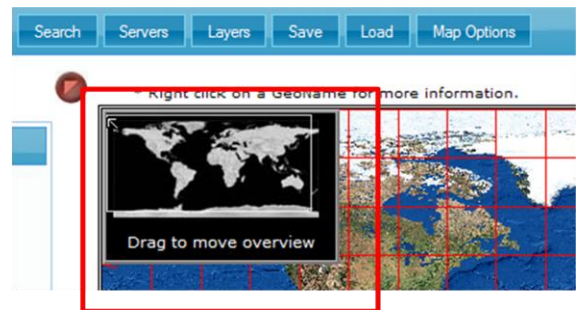 Search Servers Layers Save Load Map Options
* Right click on a GeoName for more information.
Drag to move overview